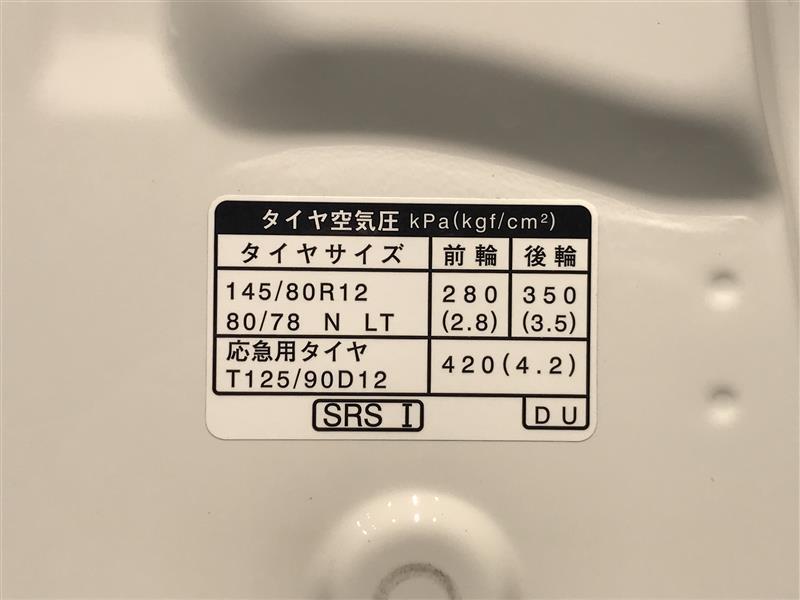 タイヤ空気圧 kPa(kgf/cm²)
タイヤサイズ 前輪 後輪
145/80R12 280 350
80/78 N LT (2.8) (3.5)
応急用タイヤ
T125/90D12 420(4.2)
SRS I DU